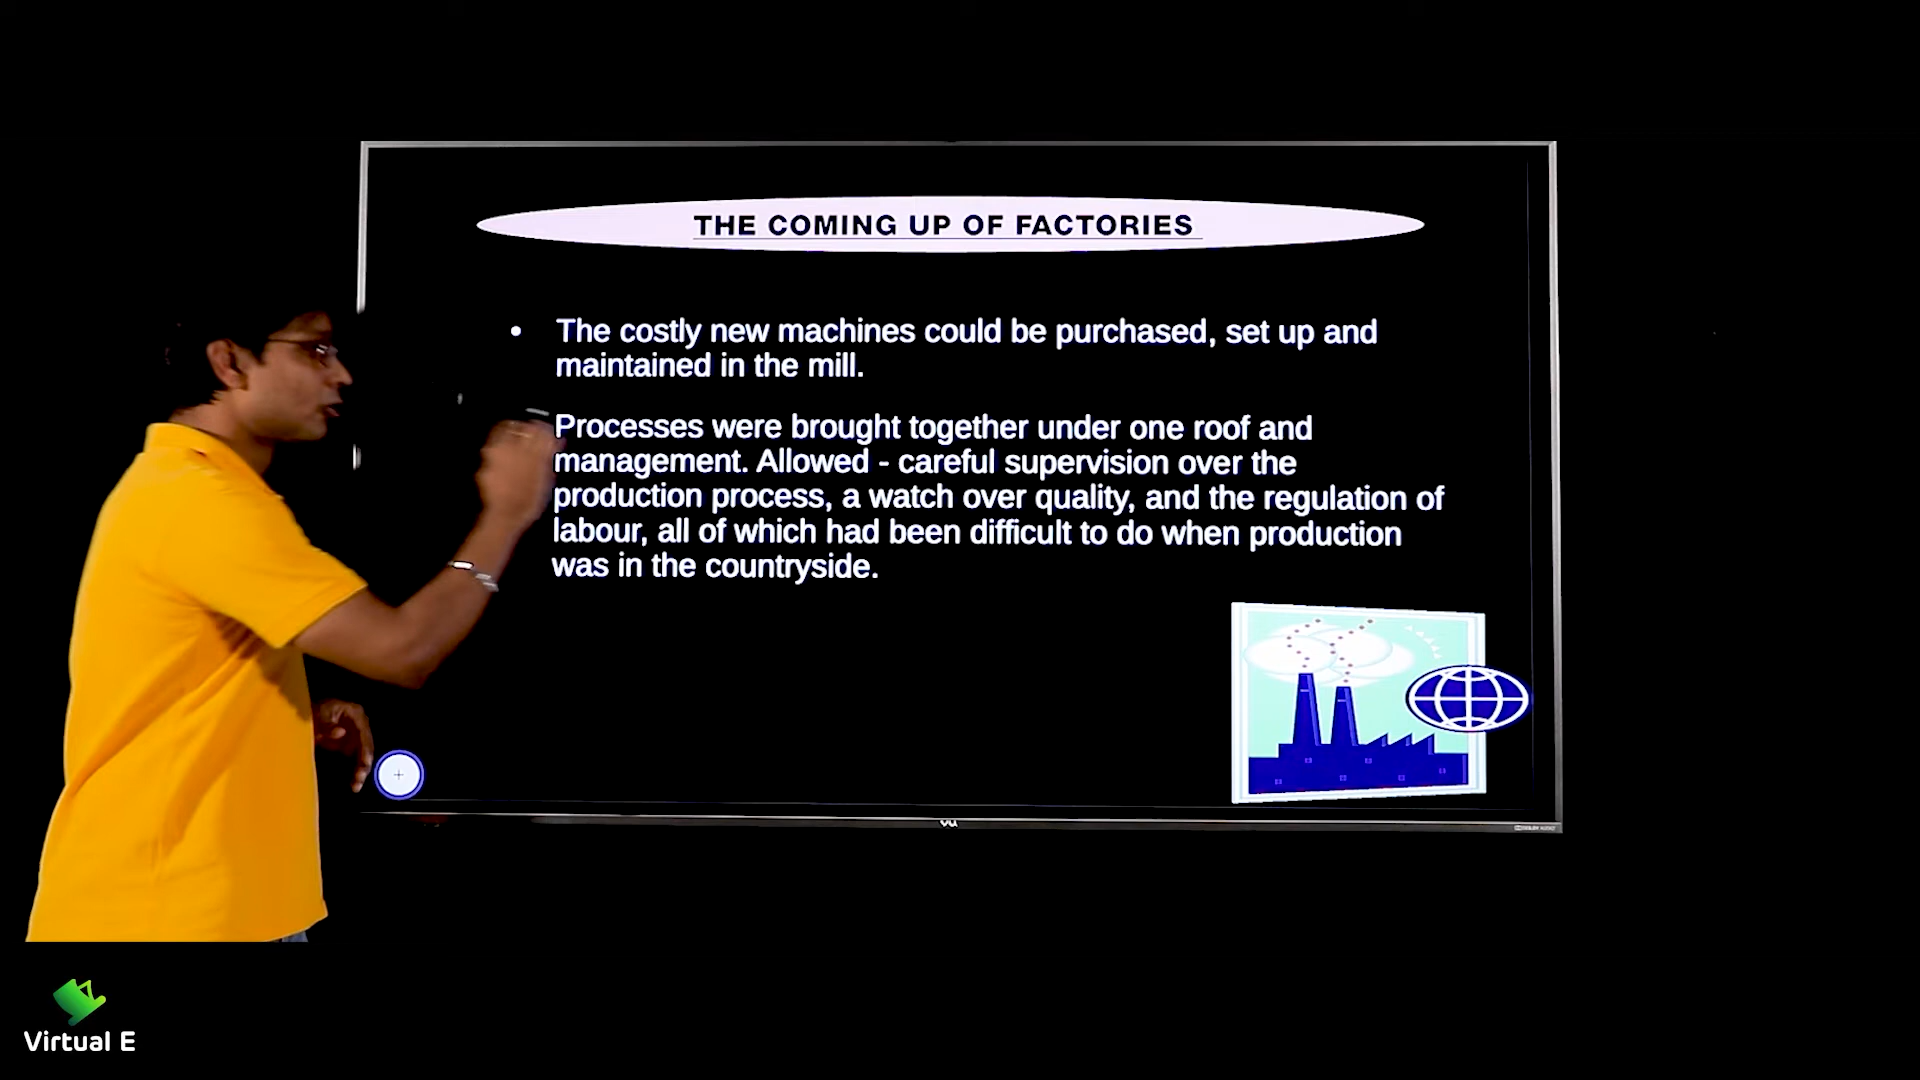 THE COMING UP OF FACTORIES
• The costly new machines could be purchased, set up and
maintained in the mill.
Processes were brought together under one roof and
management. Allowed - careful supervision over the
production process, a watch over quality, and the regulation of
labour, all of which had been difficult to do when production
was in the countryside.
VU
Virtual E